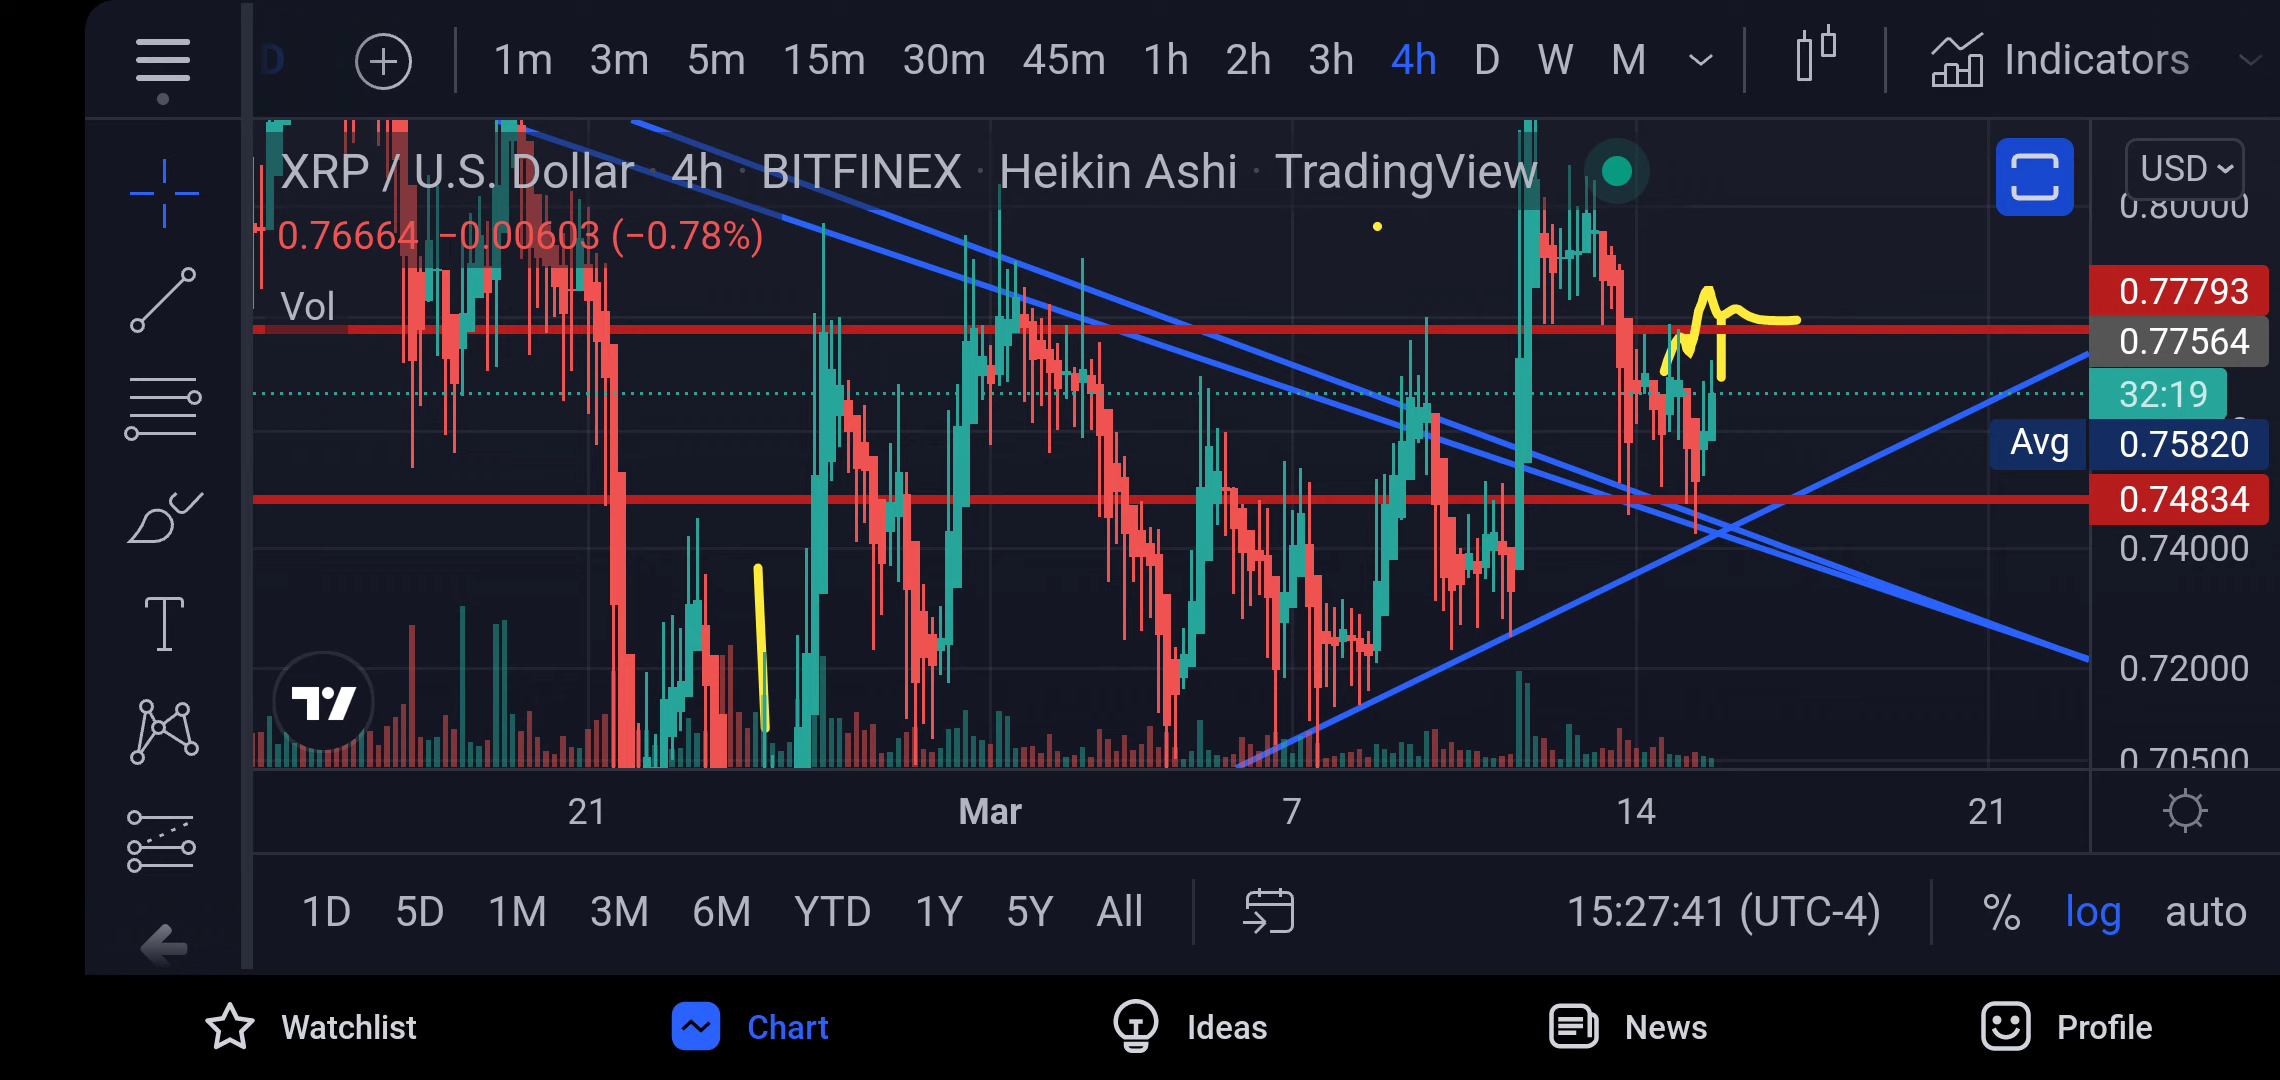 D 1m 3m 5m 15m 30m 45m 1h 2h 3h 4h D W M Indicators
XRP / U.S. Dollar · 4h · BITFINEX · Heikin Ashi · TradingView
USD
0.80000
0.76664 −0.00603 (−0.78%)
Vol
0.77793
0.77564
32:19
Avg 0.75820
0.74834
0.74000
0.72000
0.70500
21 Mar 7 14 21
1D 5D 1M 3M 6M YTD 1Y 5Y All 15:27:41 (UTC-4) % log auto
Watchlist Chart Ideas News Profile